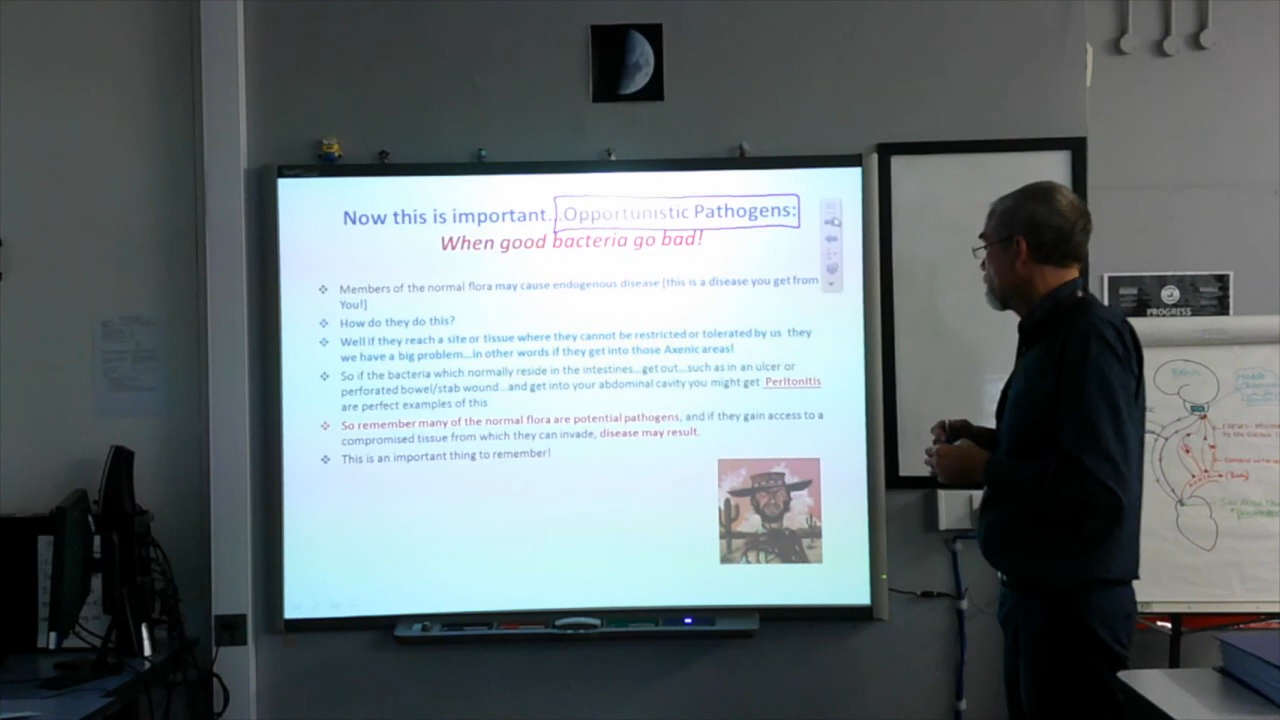 Now this is important...Opportunistic Pathogens:
When good bacteria go bad!
Members of the normal flora may cause endogenous disease [this is a disease you get from
You!]
How do they do this?
Well if they reach a site or tissue where they cannot be restricted or tolerated by us they
we have a big problem...in other words if they get into those Axenic areas!
So if the bacteria which normally reside in the intestines...get out...such as in an ulcer or
perforated bowel/stab wound...and get into your abdominal cavity you might get Peritonitis
are perfect examples of this
So remember many of the normal flora are potential pathogens, and if they gain access to a
compromised tissue from which they can invade, disease may result.
This is an important thing to remember!
PROGRESS